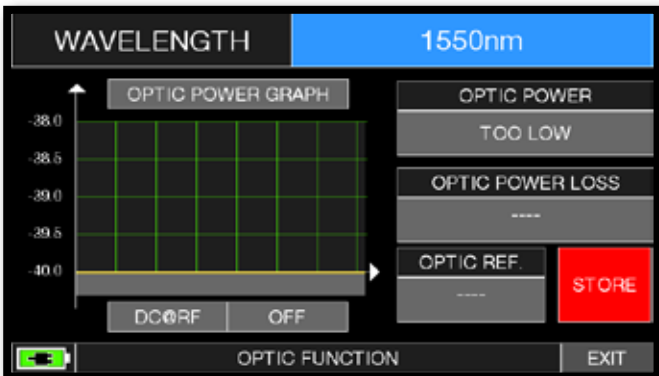 WAVELENGTH 1550nm
OPTIC POWER GRAPH
-38.0
-38.5
-39.0
-39.5
-40.0
DC@RF OFF
OPTIC POWER
TOO LOW
OPTIC POWER LOSS
----
OPTIC REF.
----
STORE
OPTIC FUNCTION EXIT